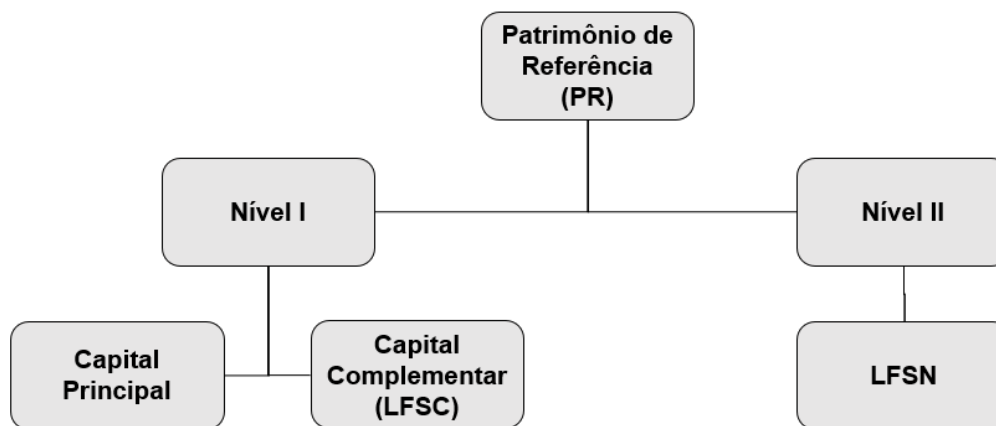 Patrimônio de
Referência
(PR)
Nível I
Nível II
Capital
Principal
Capital
Complementar
(LFSC)
LFSN